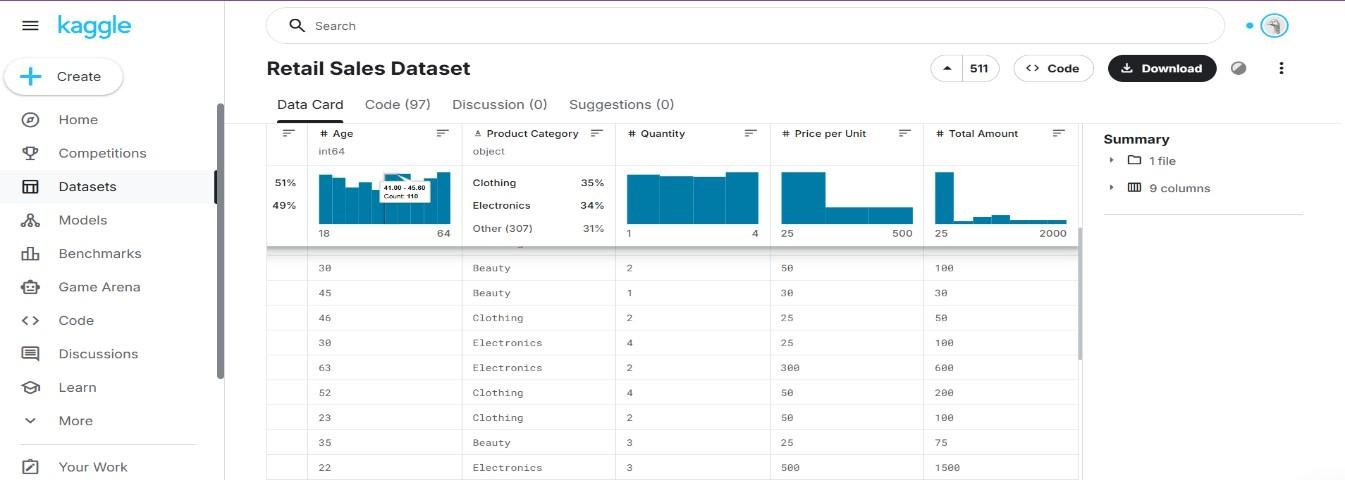 kaggle
Search
Create
Home
Competitions
Datasets
Models
Benchmarks
Game Arena
Code
Discussions
Learn
More
Your Work
Retail Sales Dataset
511
<> Code
Download
Data Card Code (97) Discussion (0) Suggestions (0)
# Age Product Category # Quantity # Price per Unit # Total Amount
int64 object
51% 41.00 - 45.60 Clothing 35%
49% Count: 110 Electronics 34%
Other (307) 31%
18 64 1 4 25 500 25 2000
30 Beauty 2 50 100
45 Beauty 1 30 30
46 Clothing 2 25 50
30 Electronics 4 25 100
63 Electronics 2 300 600
52 Clothing 4 50 200
23 Clothing 2 50 100
35 Beauty 3 25 75
22 Electronics 3 500 1500
Summary
1 file
9 columns